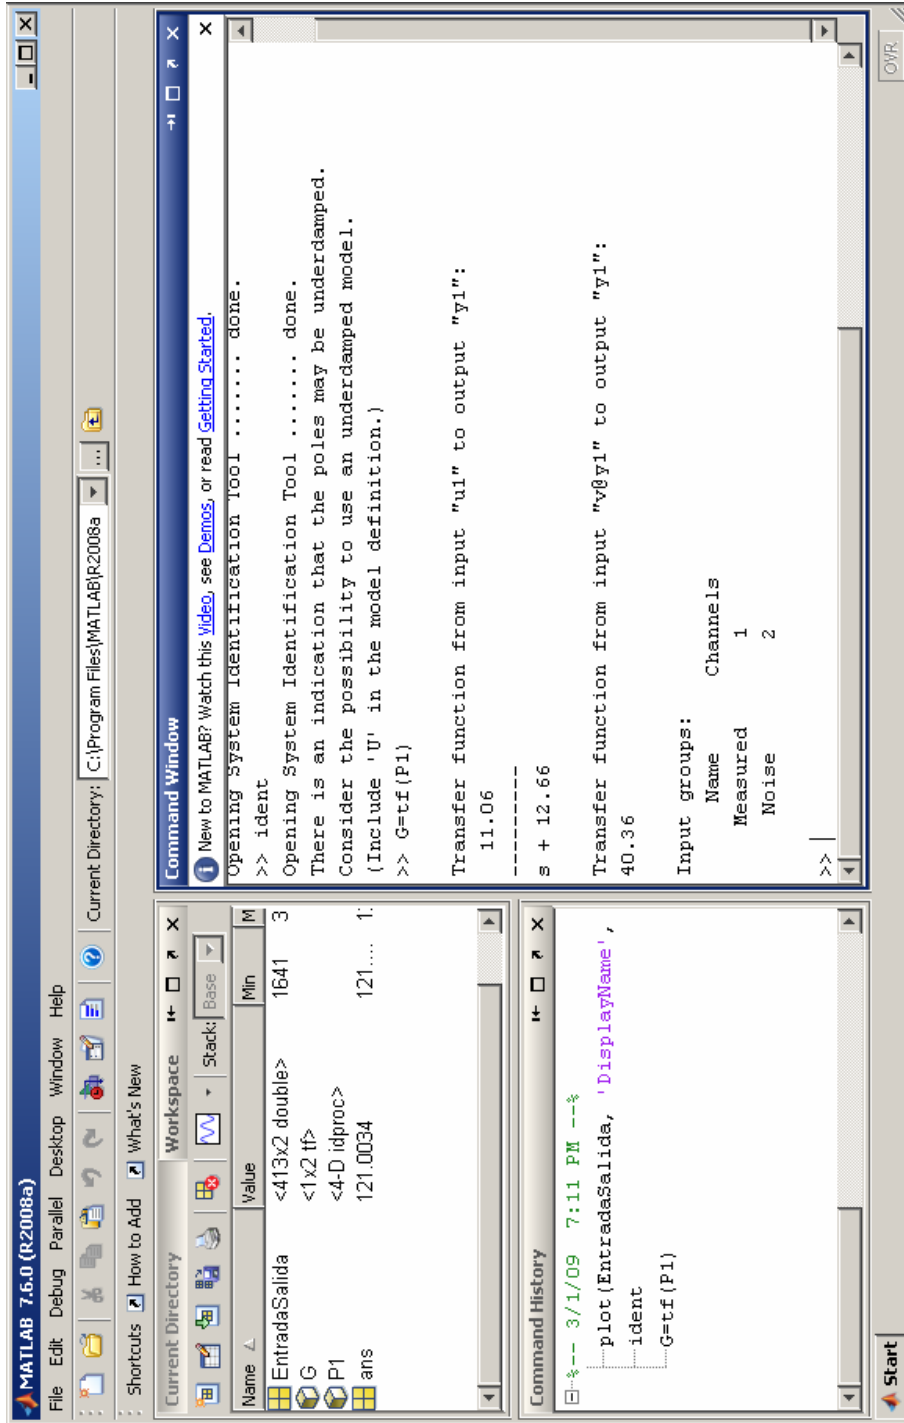 MATLAB 7.6.0 (R2008a)
File Edit Debug Parallel Desktop Window Help
Current Directory: C:\Program Files\MATLAB\R2008a ...
Shortcuts How to Add What's New
Current Directory Workspace
Stack: Base
Name Value Min M
EntradaSalida <413x2 double> 1641 3
G <1x2 tf>
P1 <4-D idproc>
ans 121.0034 121.... 1:
Command History
%-- 3/1/09 7:11 PM --%
plot(EntradaSalida, 'DisplayName',
ident
G=tf(P1)
Command Window
New to MATLAB? Watch this Video, see Demos, or read Getting Started.
Opening System Identification Tool ....... done.
>> ident
Opening System Identification Tool ....... done.
There is an indication that the poles may be underdamped.
Consider the possibility to use an underdamped model.
(Include 'U' in the model definition.)
>> G=tf(P1)
Transfer function from input "u1" to output "y1":
11.06
---------
s + 12.66
Transfer function from input "v@y1" to output "y1":
40.36
Input groups:
Name Channels
Measured 1
Noise 2
>>
Start
OVR